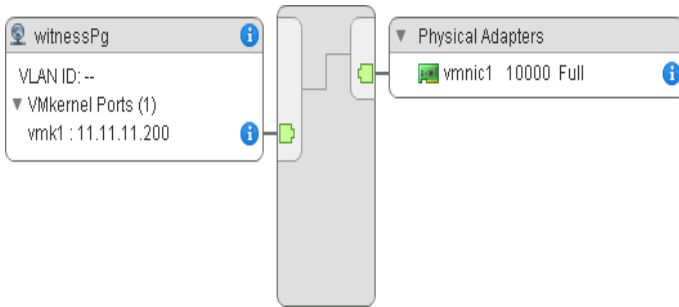 witnessPg
VLAN ID: --
VMkernel Ports (1)
vmk1 : 11.11.11.200
Physical Adapters
vmnic1 10000 Full